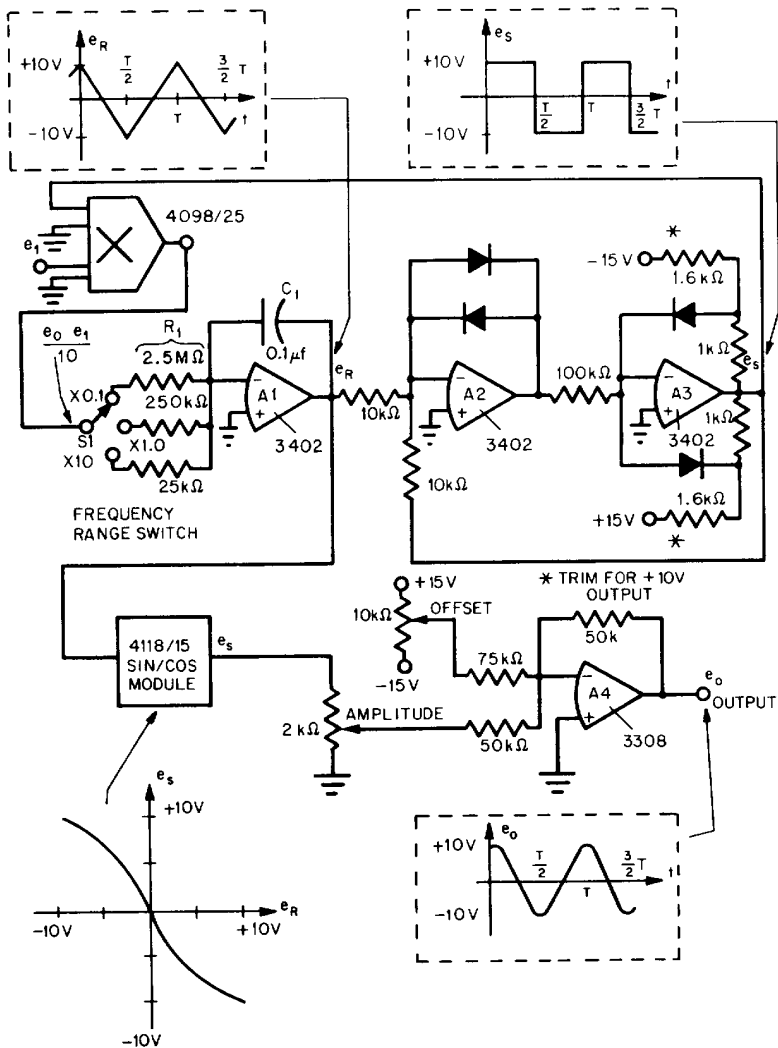 e_R
+10V
-10V
T/2
T
3/2 T
t
e_S
+10V
-10V
T/2
T
3/2 T
t
4098/25
e_1
X
e_0 e_1
10
R_1
2.5MΩ
C_1
0.1μf
X0.1
S1
250kΩ
X1.0
X10
25kΩ
FREQUENCY
RANGE SWITCH
-
+
A1
3402
e_R
10kΩ
10kΩ
-
+
A2
3402
100kΩ
*
-15V
1.6kΩ
1kΩ
-
+
A3
3402
e_s
1kΩ
1.6kΩ
+15V
*
* TRIM FOR +10V
OUTPUT
4118/15
SIN/COS
MODULE
e_s
2kΩ
AMPLITUDE
+15V
10kΩ
OFFSET
-15V
75kΩ
50kΩ
50k
-
+
A4
3308
e_o
OUTPUT
e_s
+10V
-10V
+10V
e_R
-10V
e_o
+10V
-10V
T/2
T
3/2 T
t